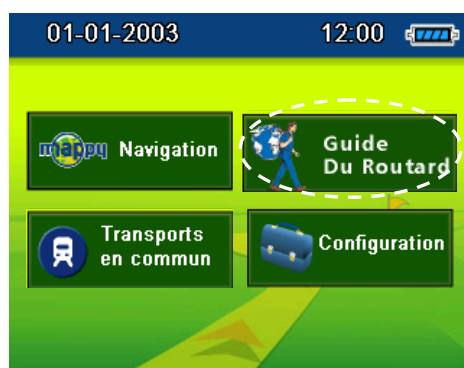 01-01-2003 12:00
mappy Navigation
Guide
Du Routard
Transports
en commun
Configuration